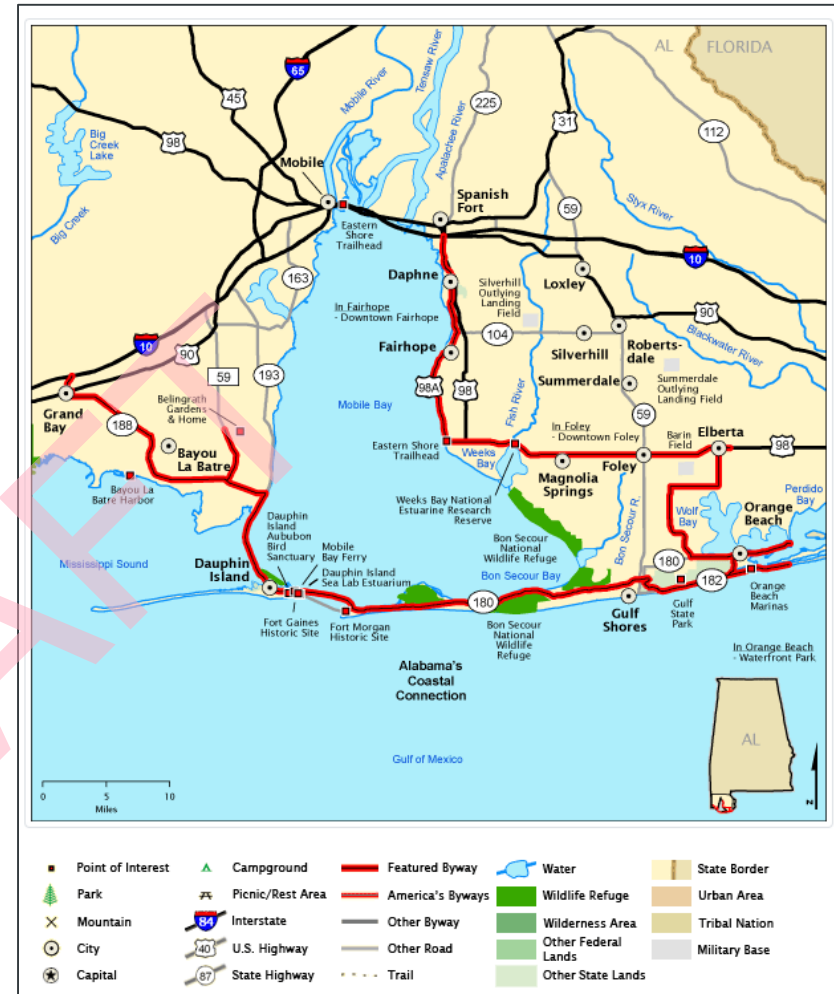 AL
FLORIDA
65
45
98
Mobile River
Tensaw River
Apalachee River
225
31
112
Big
Creek
Lake
Big Creek
Mobile
Spanish
Fort
59
Styx River
Eastern
Shore
Trailhead
163
Daphne
Silverhill
Outlying
Landing
Field
Loxley
10
In Fairhope
- Downtown Fairhope
90
104
Blackwater River
10
90
Fairhope
Silverhill
Roberts-
dale
59
193
98A
98
Summerdale
Summerdale
Outlying
Landing Field
Fish River
Mobile Bay
Grand
Bay
188
Belingrath
Gardens
& Home
59
In Foley
- Downtown Foley
Barin
Field
Elberta
98
Bayou
La Batre
Eastern Shore
Trailhead
Weeks
Bay
Magnolia
Springs
Foley
Perdido
Bay
Bayou La
Batre Harbor
Weeks Bay National
Estuarine Research
Reserve
Wolf
Bay
Orange
Beach
Dauphin
Island
Aububon
Bird
Sanctuary
Bon Secour
National
Wildlife Refuge
Bon Secour R.
Mississippi Sound
Mobile
Bay Ferry
Dauphin
Island
Dauphin Island
Sea Lab Estuarium
Bon Secour Bay
180
182
180
Gulf
State
Park
Orange
Beach
Marinas
Fort Gaines
Historic Site
Fort Morgan
Historic Site
Bon Secour
National
Wildlife
Refuge
Gulf
Shores
In Orange Beach
- Waterfront Park
Alabama's
Coastal
Connection
AL
Gulf of Mexico
0 5 10
Miles
N
Point of Interest
Campground
Featured Byway
Water
State Border
Park
Picnic/Rest Area
America's Byways
Wildlife Refuge
Urban Area
Mountain
84
Interstate
Other Byway
Wilderness Area
Tribal Nation
City
40
U.S. Highway
Other Road
Other Federal
Lands
Military Base
Capital
87
State Highway
Trail
Other State Lands